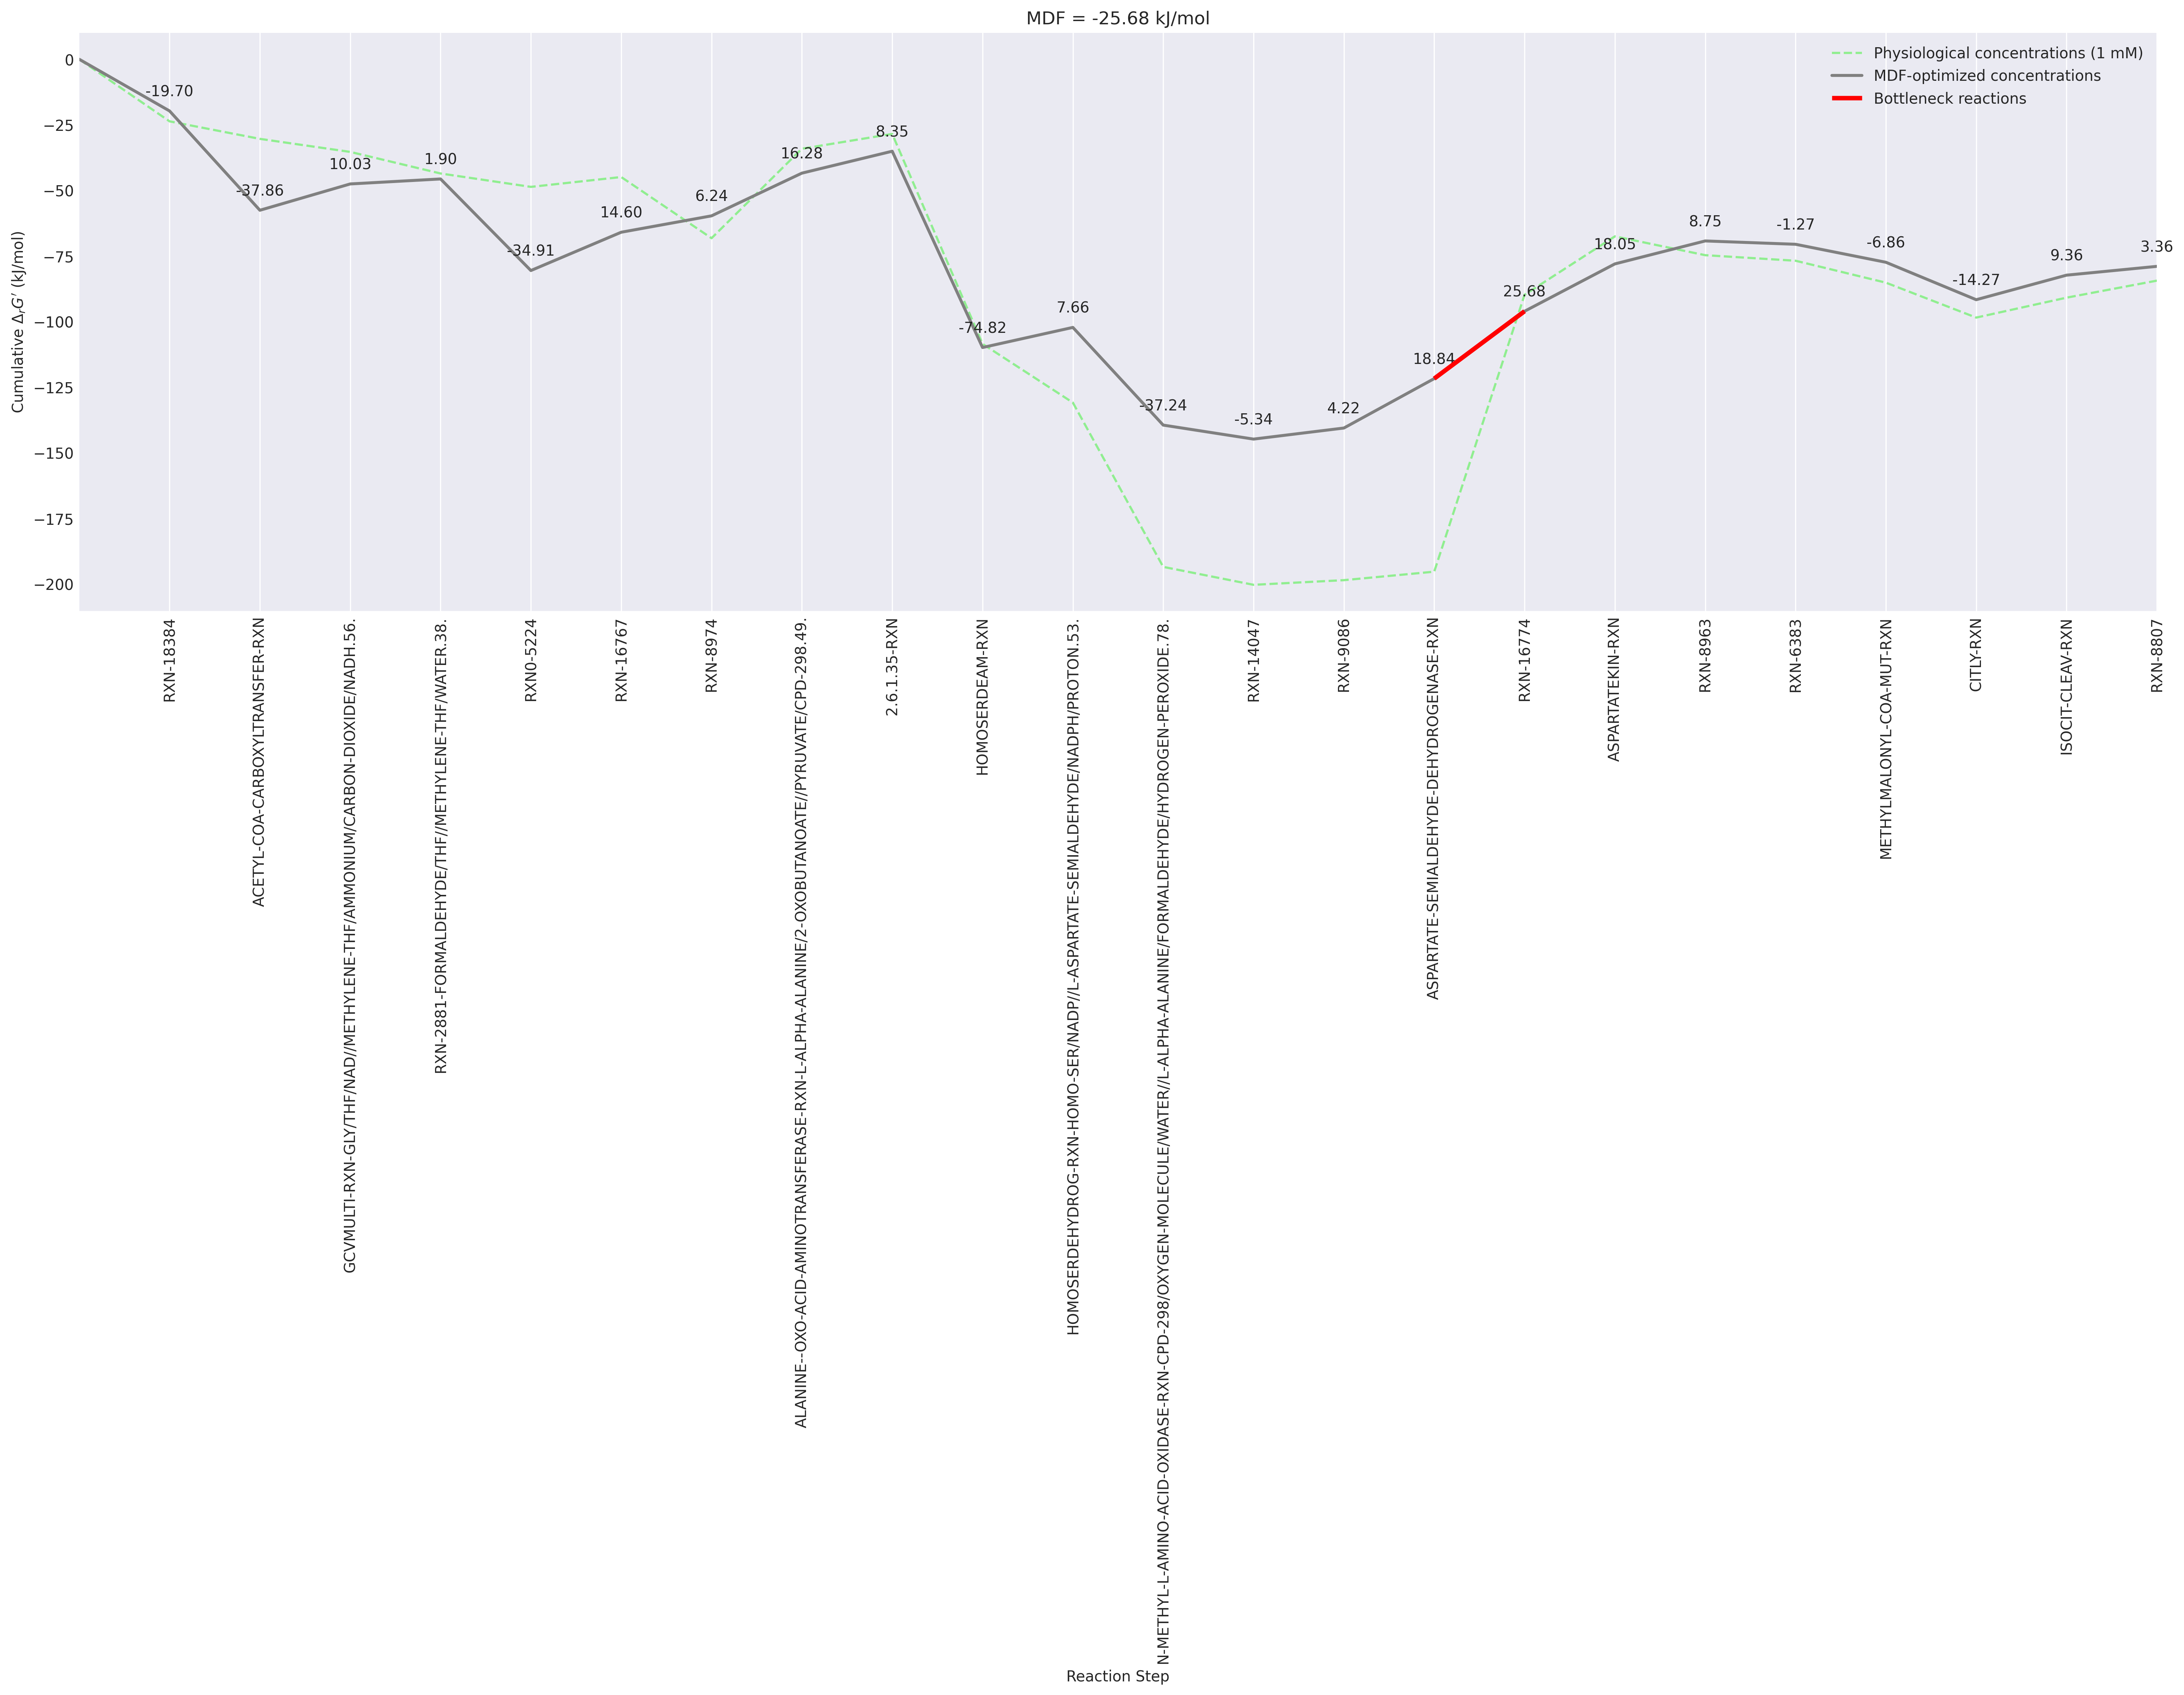 MDF = -25.68 kJ/mol
Cumulative ΔrG′ (kJ/mol)
0
−25
−50
−75
−100
−125
−150
−175
−200
Physiological concentrations (1 mM)
MDF-optimized concentrations
Bottleneck reactions
-19.70
-37.86
10.03
1.90
-34.91
14.60
6.24
16.28
8.35
-74.82
7.66
-37.24
-5.34
4.22
18.84
25.68
18.05
8.75
-1.27
-6.86
-14.27
9.36
3.36
RXN-18384
ACETYL-COA-CARBOXYLTRANSFER-RXN
GCVMULTI-RXN-GLY/THF/NAD//METHYLENE-THF/AMMONIUM/CARBON-DIOXIDE/NADH.56.
RXN-2881-FORMALDEHYDE/THF//METHYLENE-THF/WATER.38.
RXN0-5224
RXN-16767
RXN-8974
ALANINE--OXO-ACID-AMINOTRANSFERASE-RXN-L-ALPHA-ALANINE/2-OXOBUTANOATE//PYRUVATE/CPD-298.49.
2.6.1.35-RXN
HOMOSERDEAM-RXN
HOMOSERDEHYDROG-RXN-HOMO-SER/NADP//L-ASPARTATE-SEMIALDEHYDE/NADPH/PROTON.53.
N-METHYL-L-AMINO-ACID-OXIDASE-RXN-CPD-298/OXYGEN-MOLECULE/WATER//L-ALPHA-ALANINE/FORMALDEHYDE/HYDROGEN-PEROXIDE.78.
RXN-14047
RXN-9086
ASPARTATE-SEMIALDEHYDE-DEHYDROGENASE-RXN
RXN-16774
ASPARTATEKIN-RXN
RXN-8963
RXN-6383
METHYLMALONYL-COA-MUT-RXN
CITLY-RXN
ISOCIT-CLEAV-RXN
RXN-8807
Reaction Step